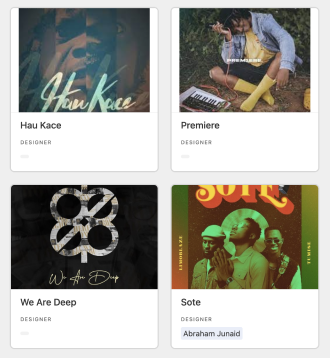 Hau Kace
Hau Kace
DESIGNER
PREMIERE
Premiere
DESIGNER
We Are Deep
We Are Deep
DESIGNER
SOTE
Sote
DESIGNER
Abraham Junaid